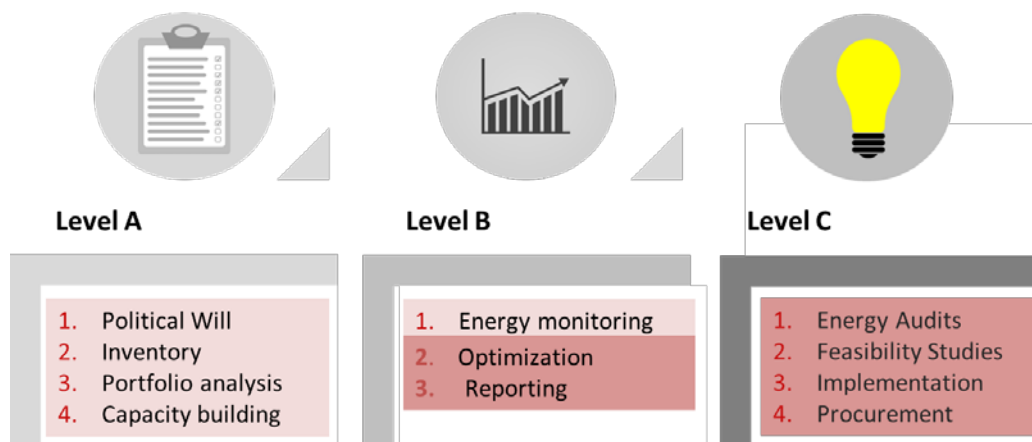 Level A
1. Political Will
2. Inventory
3. Portfolio analysis
4. Capacity building
Level B
1. Energy monitoring
2. Optimization
3. Reporting
Level C
1. Energy Audits
2. Feasibility Studies
3. Implementation
4. Procurement